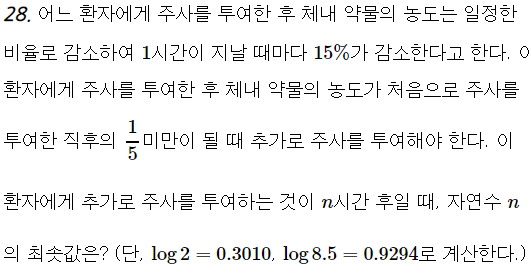 28. 어느 환자에게 주사를 투여한 후 체내 약물의 농도는 일정한
비율로 감소하여 1시간이 지날 때마다 15%가 감소한다고 한다. 이
환자에게 주사를 투여한 후 체내 약물의 농도가 처음으로 주사를
투여한 직후의 1/5 미만이 될 때 추가로 주사를 투여해야 한다. 이
환자에게 추가로 주사를 투여하는 것이 n시간 후일 때, 자연수 n
의 최솟값은? (단, log 2 = 0.3010, log 8.5 = 0.9294로 계산한다.)